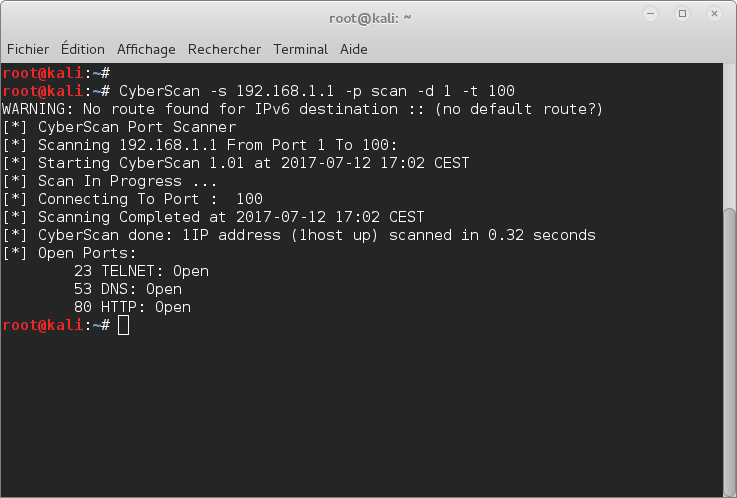 root@kali: ~
Fichier Édition Affichage Rechercher Terminal Aide
root@kali:~#
root@kali:~# CyberScan -s 192.168.1.1 -p scan -d 1 -t 100
WARNING: No route found for IPv6 destination :: (no default route?)
[*] CyberScan Port Scanner
[*] Scanning 192.168.1.1 From Port 1 To 100:
[*] Starting CyberScan 1.01 at 2017-07-12 17:02 CEST
[*] Scan In Progress ...
[*] Connecting To Port :  100
[*] Scanning Completed at 2017-07-12 17:02 CEST
[*] CyberScan done: 1IP address (1host up) scanned in 0.32 seconds
[*] Open Ports:
        23 TELNET: Open
        53 DNS: Open
        80 HTTP: Open
root@kali:~#